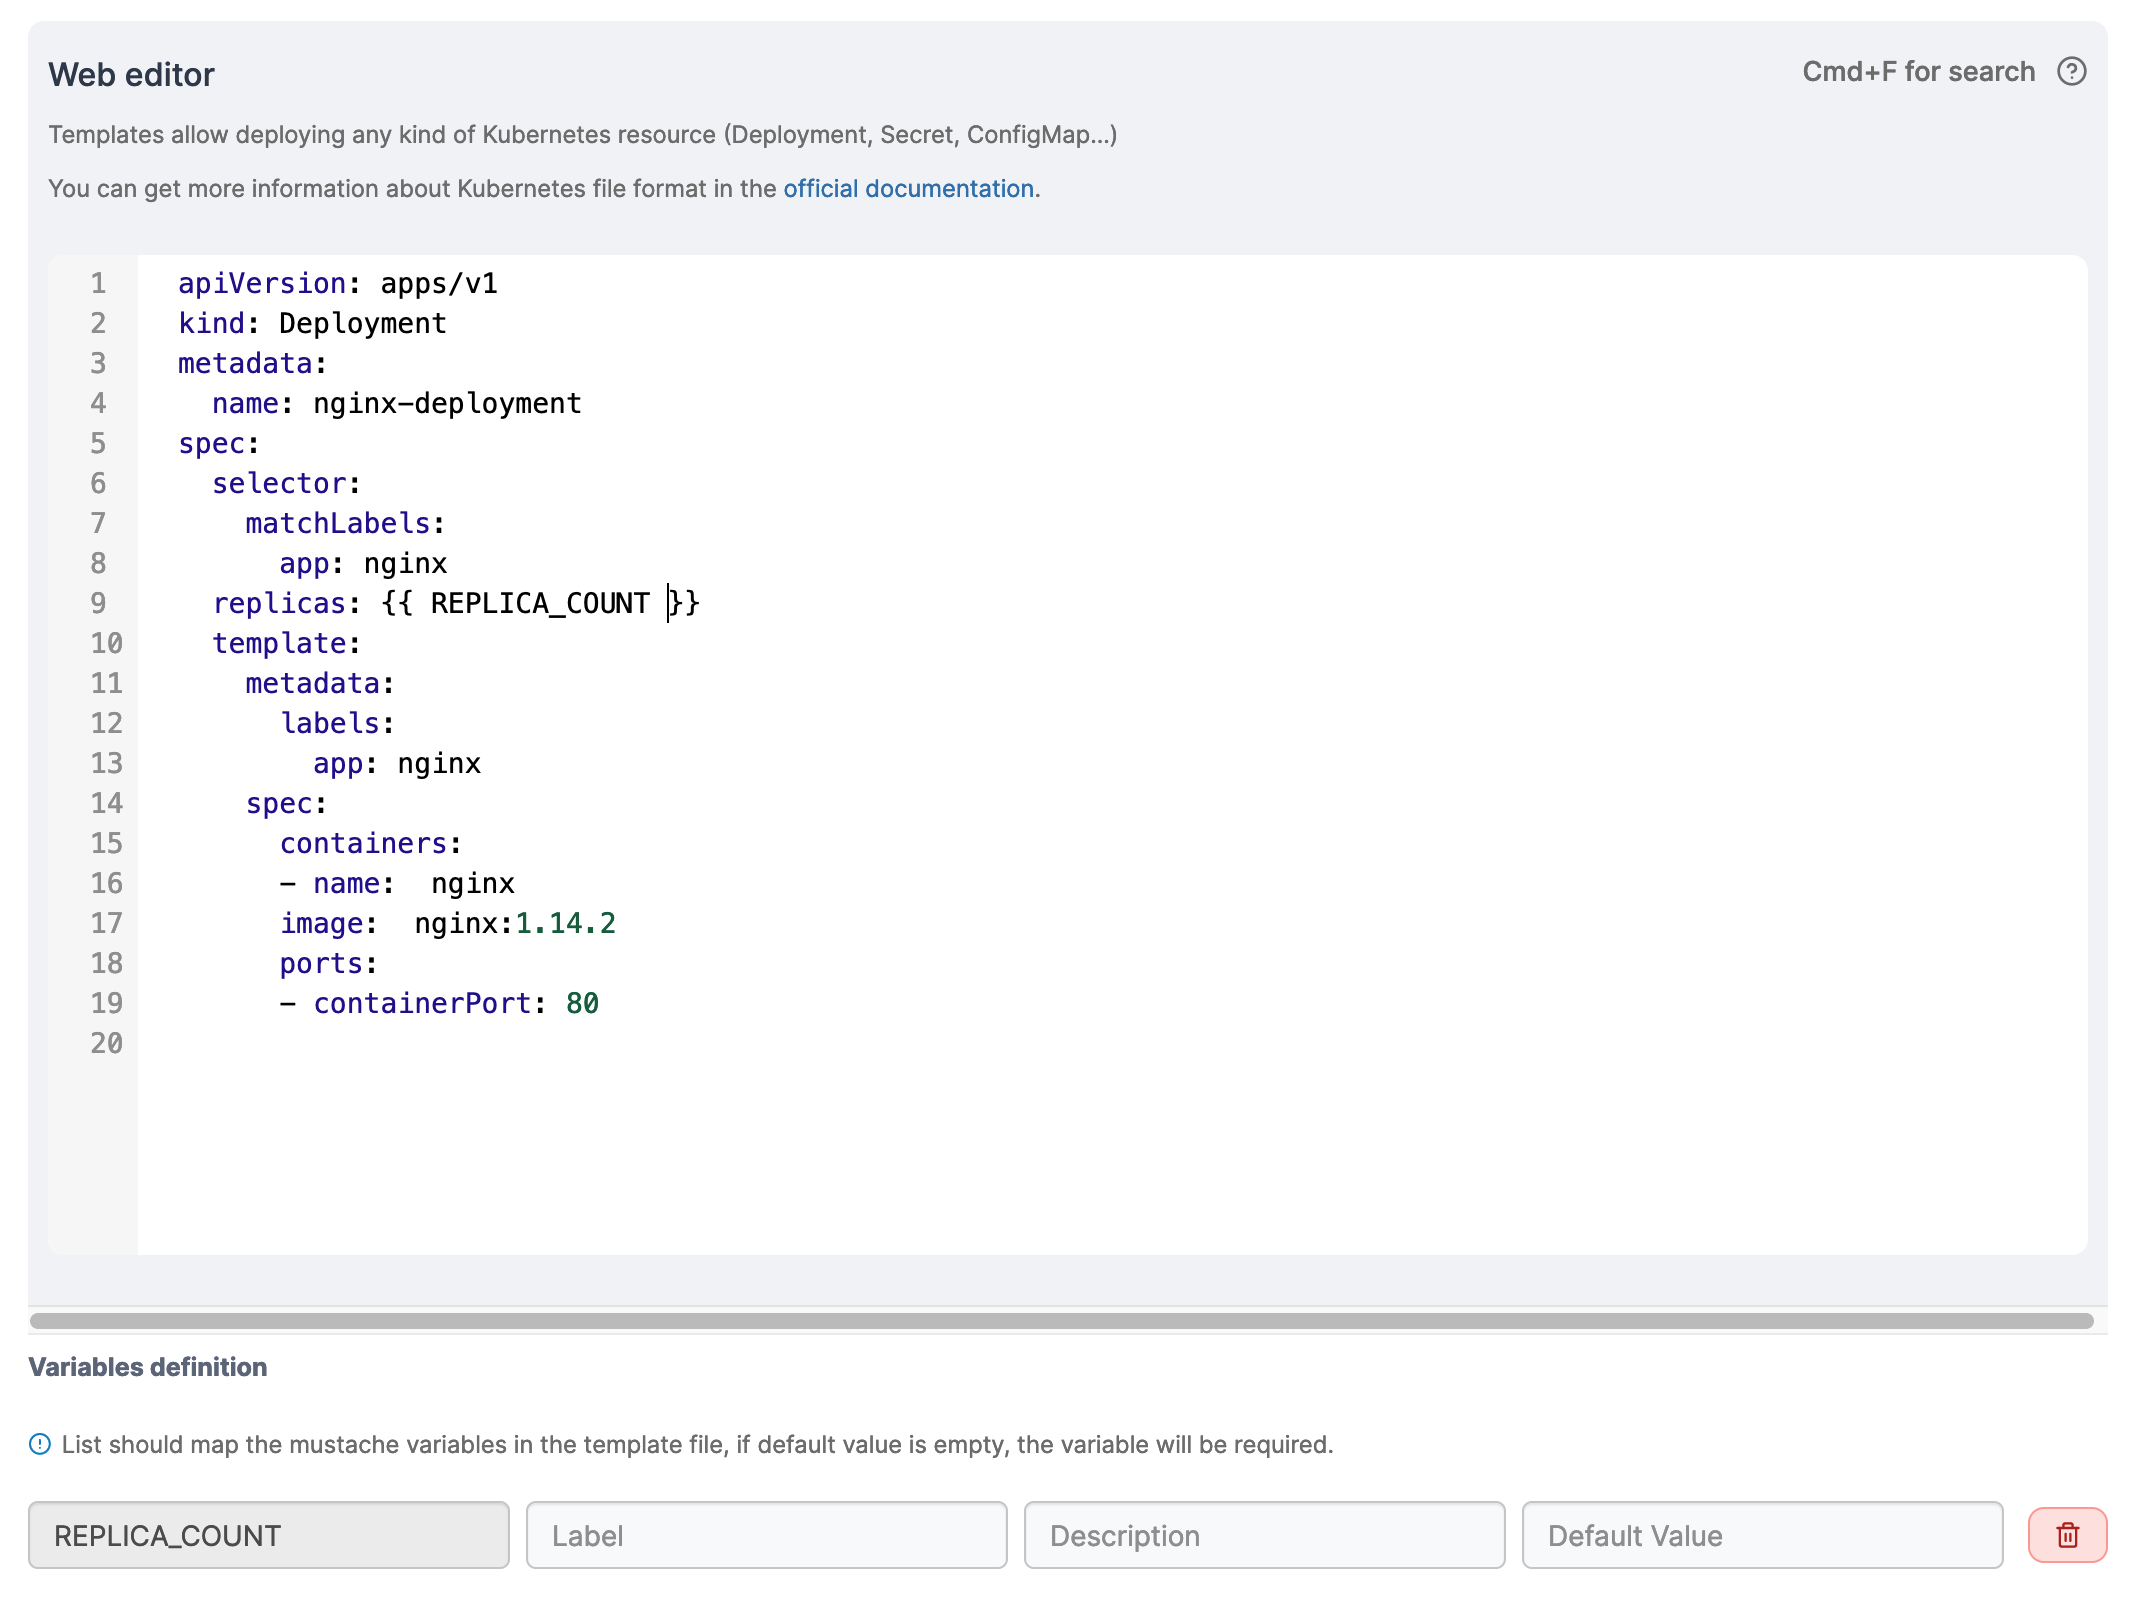 Web editor
Cmd+F for search
Templates allow deploying any kind of Kubernetes resource (Deployment, Secret, ConfigMap...)
You can get more information about Kubernetes file format in the official documentation.
1 apiVersion: apps/v1
2 kind: Deployment
3 metadata:
4   name: nginx-deployment
5 spec:
6   selector:
7     matchLabels:
8       app: nginx
9   replicas: {{ REPLICA_COUNT }}
10   template:
11     metadata:
12       labels:
13         app: nginx
14     spec:
15       containers:
16       - name:  nginx
17       image:  nginx:1.14.2
18       ports:
19       - containerPort: 80
20
Variables definition
List should map the mustache variables in the template file, if default value is empty, the variable will be required.
REPLICA_COUNT Label Description Default Value